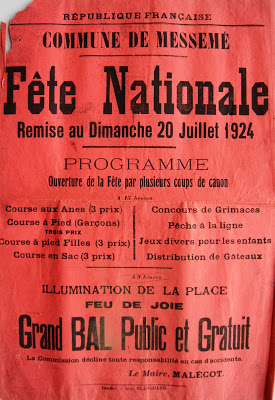 RÉPUBLIQUE FRANÇAISE
COMMUNE DE MESSEMÉ
Fête Nationale
Remise au Dimanche 20 Juillet 1924
PROGRAMME
Ouverture de la Fête par plusieurs coups de canon
A 15 heures
Course aux Anes (3 prix)
Course à Pied (Garçons)
TROIS PRIX
Course à pied Filles (3 prix)
Course en Sac (3 prix)
Concours de Grimaces
Pêche à la ligne
Jeux divers pour les enfants
Distribution de Gâteaux
heures
ILLUMINATION DE LA PLACE
FEU DE JOIE
Grand BAL Public et Gratuit
La Commission décline toute responsabilité en cas d'accidents.
Le Maire, MALECOT.